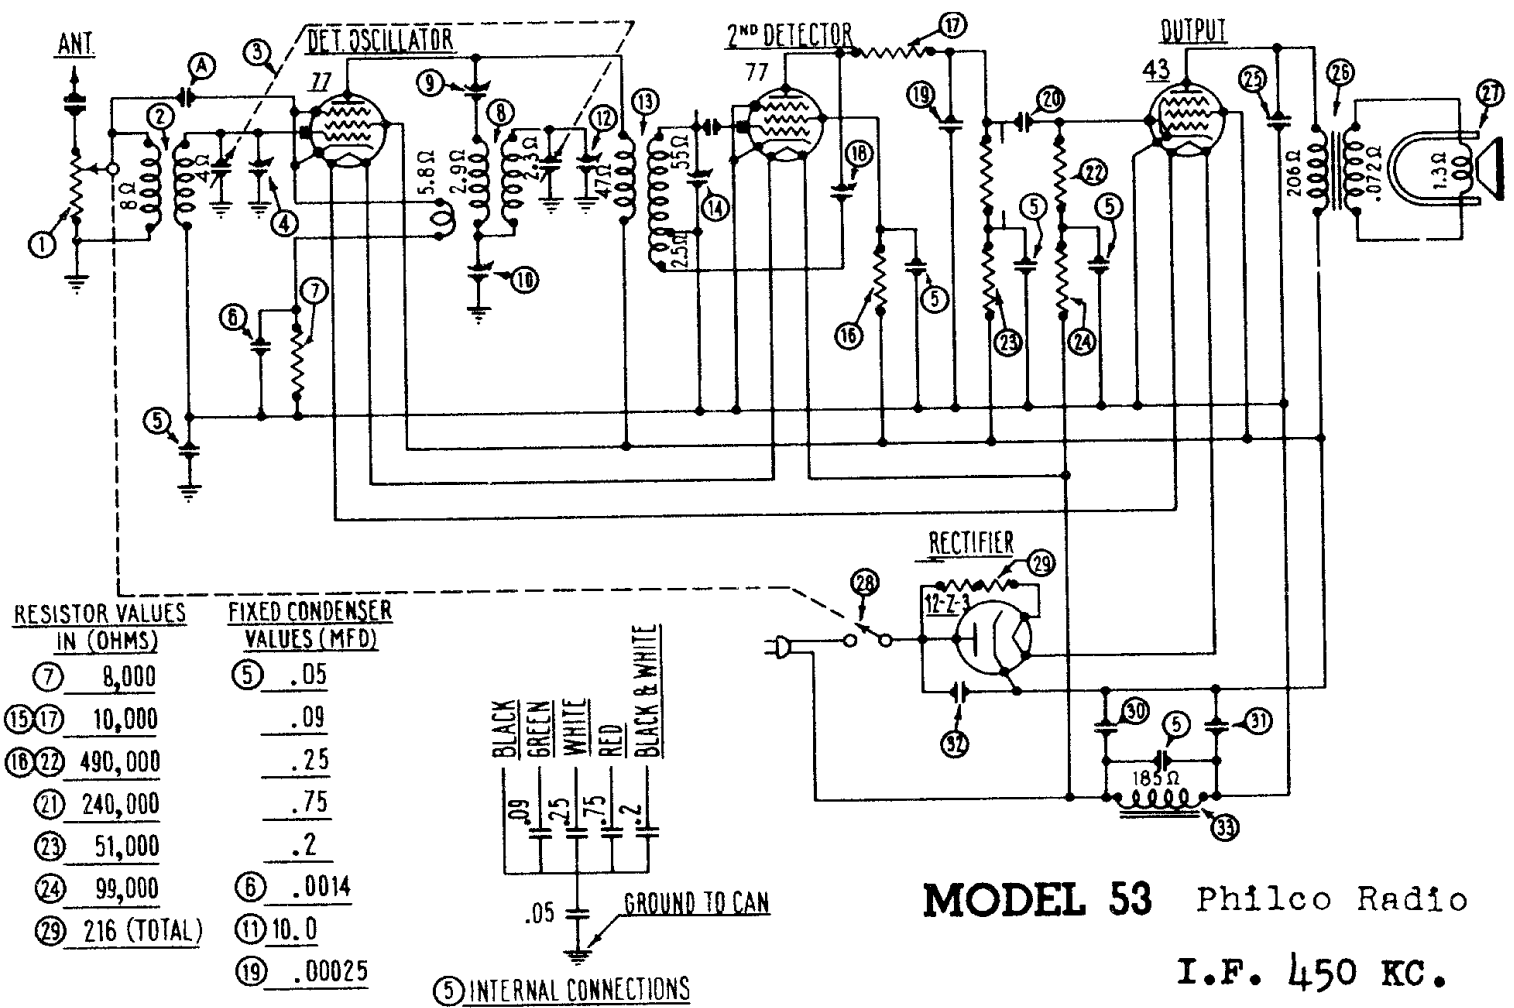 ANT.
DET. OSCILLATOR
2ND DETECTOR
OUTPUT
77
77
43
A
1
2
3
4
5
6
7
8
8
9
10
12
13
14
16
17
18
19
20
22
23
24
25
26
27
5
5
5
8Ω
4Ω
5.8Ω
2.9Ω
2.3Ω
47Ω
55Ω
2.5Ω
206Ω
.072Ω
1.3Ω
RECTIFIER
12-Z-3
28
29
30
31
32
33
5
185Ω
RESISTOR VALUES
IN (OHMS)
7 8,000
15 17 10,000
16 22 490,000
21 240,000
23 51,000
24 99,000
29 216 (TOTAL)
FIXED CONDENSER
VALUES (MFD)
5 .05
.09
.25
.75
.2
6 .0014
11 10.0
19 .00025
BLACK
GREEN
WHITE
RED
BLACK & WHITE
.09
.25
.75
.2
.05
GROUND TO CAN
5 INTERNAL CONNECTIONS
MODEL 53 Philco Radio
I.F. 450 KC.